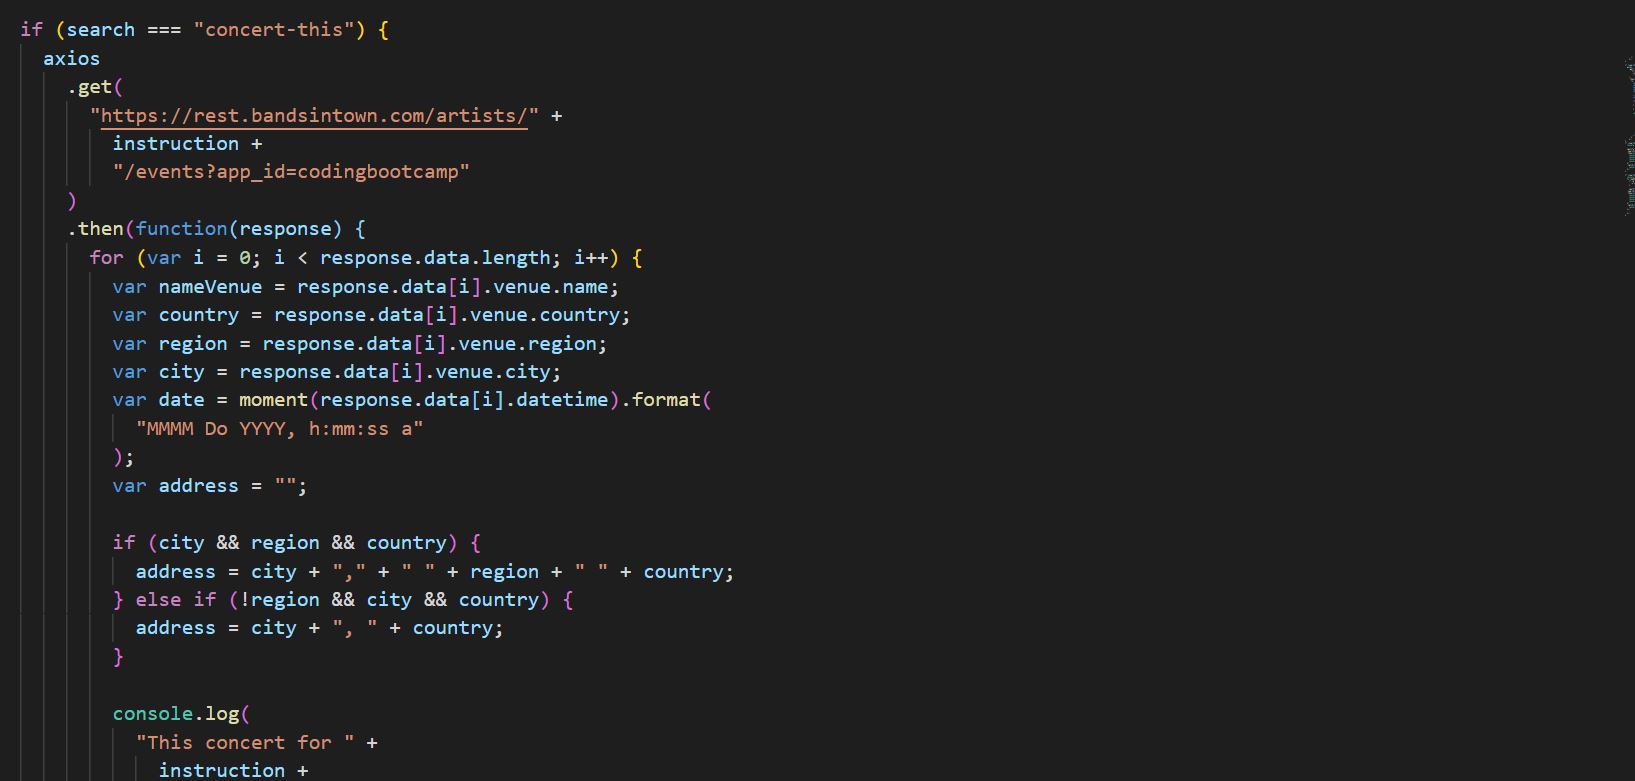 if (search === "concert-this") {
axios
.get(
"https://rest.bandsintown.com/artists/" +
instruction +
"/events?app_id=codingbootcamp"
)
.then(function(response) {
for (var i = 0; i < response.data.length; i++) {
var nameVenue = response.data[i].venue.name;
var country = response.data[i].venue.country;
var region = response.data[i].venue.region;
var city = response.data[i].venue.city;
var date = moment(response.data[i].datetime).format(
"MMMM Do YYYY, h:mm:ss a"
);
var address = "";
if (city && region && country) {
address = city + "," + " " + region + " " + country;
} else if (!region && city && country) {
address = city + ", " + country;
}
console.log(
"This concert for " +
instruction +